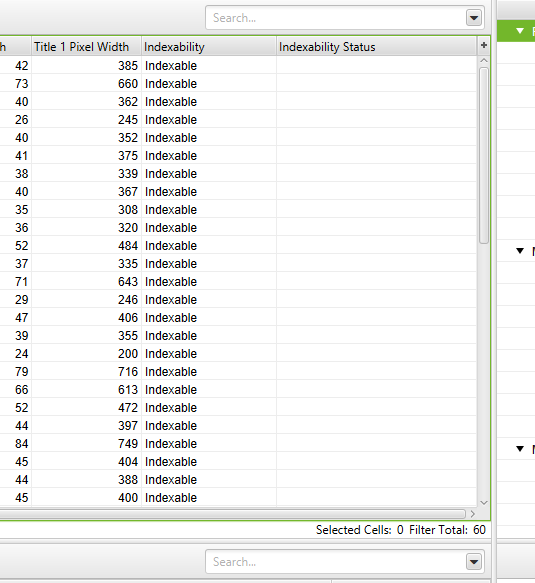 Search...
h Title 1 Pixel Width Indexability Indexability Status +
42 385 Indexable
73 660 Indexable
40 362 Indexable
26 245 Indexable
40 352 Indexable
41 375 Indexable
38 339 Indexable
40 367 Indexable
35 308 Indexable
36 320 Indexable
52 484 Indexable
37 335 Indexable
71 643 Indexable
29 246 Indexable
47 406 Indexable
39 355 Indexable
24 200 Indexable
79 716 Indexable
66 613 Indexable
52 472 Indexable
44 397 Indexable
84 749 Indexable
45 404 Indexable
44 388 Indexable
45 400 Indexable
Selected Cells: 0 Filter Total: 60
Search...